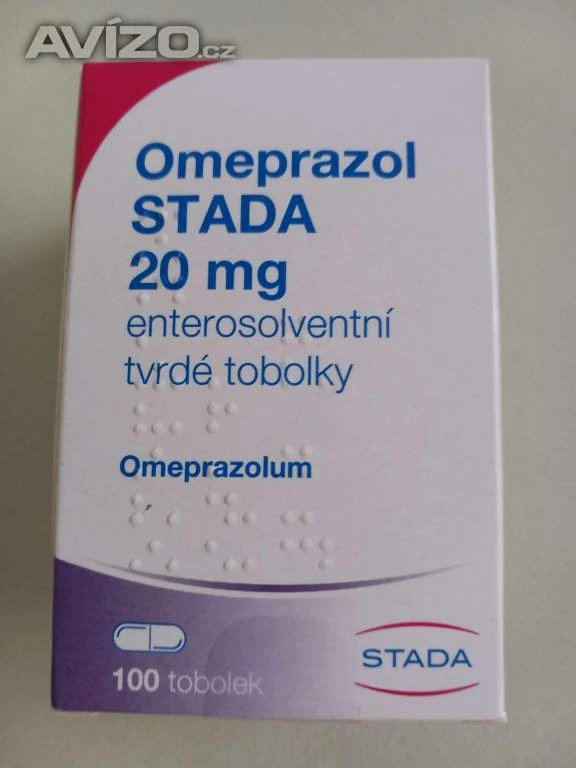 AVÍZO.cz
Omeprazol
STADA
20 mg
enterosolventní
tvrdé tobolky
Omeprazolum
100 tobolek
STADA